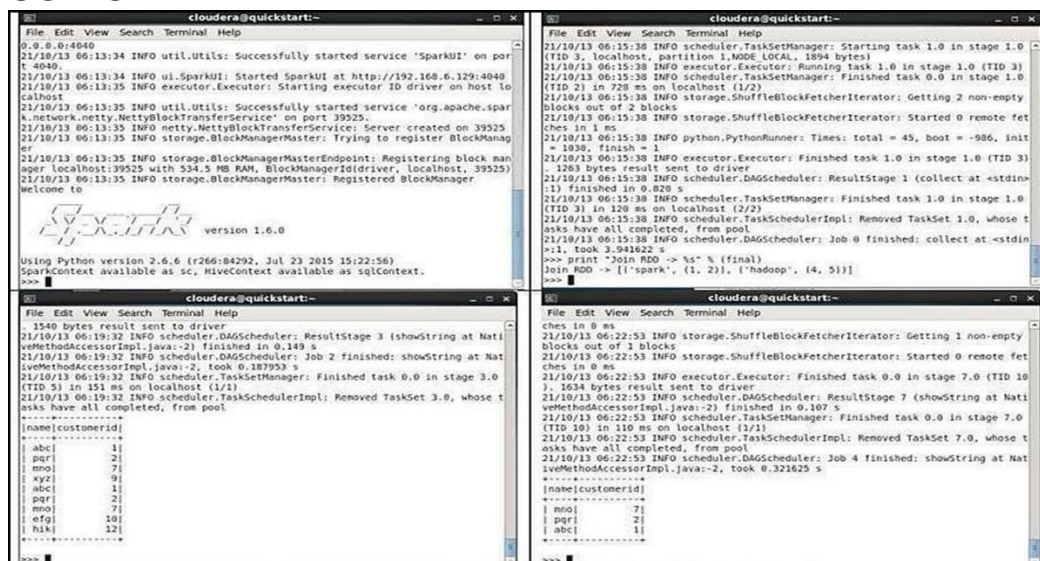 cloudera@quickstart:~
File Edit View Search Terminal Help
0.0.0.0:4040
21/10/13 06:13:34 INFO util.Utils: Successfully started service 'SparkUI' on por
t 4040.
21/10/13 06:13:34 INFO ui.SparkUI: Started SparkUI at http://192.168.6.129:4040
21/10/13 06:13:35 INFO executor.Executor: Starting executor ID driver on host lo
calhost
21/10/13 06:13:35 INFO util.Utils: Successfully started service 'org.apache.spar
k.network.netty.NettyBlockTransferService' on port 39525.
21/10/13 06:13:35 INFO netty.NettyBlockTransferService: Server created on 39525
21/10/13 06:13:35 INFO storage.BlockManagerMaster: Trying to register BlockManag
er
21/10/13 06:13:35 INFO storage.BlockManagerMasterEndpoint: Registering block man
ager localhost:39525 with 534.5 MB RAM, BlockManagerId(driver, localhost, 39525)
21/10/13 06:13:35 INFO storage.BlockManagerMaster: Registered BlockManager
Welcome to
Spark version 1.6.0
Using Python version 2.6.6 (r266:84292, Jul 23 2015 15:22:56)
SparkContext available as sc, HiveContext available as sqlContext.
>>>
cloudera@quickstart:~
File Edit View Search Terminal Help
21/10/13 06:15:38 INFO scheduler.TaskSetManager: Starting task 1.0 in stage 1.0
(TID 3, localhost, partition 1,NODE_LOCAL, 1894 bytes)
21/10/13 06:15:38 INFO executor.Executor: Running task 1.0 in stage 1.0 (TID 3)
21/10/13 06:15:38 INFO scheduler.TaskSetManager: Finished task 0.0 in stage 1.0
(TID 2) in 728 ms on localhost (1/2)
21/10/13 06:15:38 INFO storage.ShuffleBlockFetcherIterator: Getting 2 non-empty
blocks out of 2 blocks
21/10/13 06:15:38 INFO storage.ShuffleBlockFetcherIterator: Started 0 remote fet
ches in 1 ms
21/10/13 06:15:38 INFO python.PythonRunner: Times: total = 45, boot = -986, init
= 1030, finish = 1
21/10/13 06:15:38 INFO executor.Executor: Finished task 1.0 in stage 1.0 (TID 3)
. 1263 bytes result sent to driver
21/10/13 06:15:38 INFO scheduler.DAGScheduler: ResultStage 1 (collect at <stdin>
:1) finished in 0.820 s
21/10/13 06:15:38 INFO scheduler.TaskSetManager: Finished task 1.0 in stage 1.0
(TID 3) in 120 ms on localhost (2/2)
21/10/13 06:15:38 INFO scheduler.TaskSchedulerImpl: Removed TaskSet 1.0, whose t
asks have all completed, from pool
21/10/13 06:15:38 INFO scheduler.DAGScheduler: Job 0 finished: collect at <stdin
>:1, took 3.941622 s
>>> print "Join RDD -> %s" % (final)
Join RDD -> [('spark', (1, 2)), ('hadoop', (4, 5))]
>>>
cloudera@quickstart:~
File Edit View Search Terminal Help
. 1540 bytes result sent to driver
21/10/13 06:19:32 INFO scheduler.DAGScheduler: ResultStage 3 (showString at Nati
veMethodAccessorImpl.java:-2) finished in 0.149 s
21/10/13 06:19:32 INFO scheduler.DAGScheduler: Job 2 finished: showString at Nat
iveMethodAccessorImpl.java:-2, took 0.187953 s
21/10/13 06:19:32 INFO scheduler.TaskSetManager: Finished task 0.0 in stage 3.0
(TID 5) in 151 ms on localhost (1/1)
21/10/13 06:19:32 INFO scheduler.TaskSchedulerImpl: Removed TaskSet 3.0, whose t
asks have all completed, from pool
+----+----------+
|name|customerid|
+----+----------+
| abc| 1|
| pqr| 2|
| mno| 7|
| xyz| 9|
| abc| 1|
| pqr| 2|
| mno| 7|
| efg| 10|
| hik| 12|
+----+----------+
>>>
cloudera@quickstart:~
File Edit View Search Terminal Help
ches in 0 ms
21/10/13 06:22:53 INFO storage.ShuffleBlockFetcherIterator: Getting 1 non-empty
blocks out of 1 blocks
21/10/13 06:22:53 INFO storage.ShuffleBlockFetcherIterator: Started 0 remote fet
ches in 0 ms
21/10/13 06:22:53 INFO executor.Executor: Finished task 0.0 in stage 7.0 (TID 10
). 1634 bytes result sent to driver
21/10/13 06:22:53 INFO scheduler.DAGScheduler: ResultStage 7 (showString at Nati
veMethodAccessorImpl.java:-2) finished in 0.107 s
21/10/13 06:22:53 INFO scheduler.TaskSetManager: Finished task 0.0 in stage 7.0
(TID 10) in 110 ms on localhost (1/1)
21/10/13 06:22:53 INFO scheduler.TaskSchedulerImpl: Removed TaskSet 7.0, whose t
asks have all completed, from pool
21/10/13 06:22:53 INFO scheduler.DAGScheduler: Job 4 finished: showString at Nat
iveMethodAccessorImpl.java:-2, took 0.321625 s
+----+----------+
|name|customerid|
+----+----------+
| mno| 7|
| pqr| 2|
| abc| 1|
+----+----------+
>>>